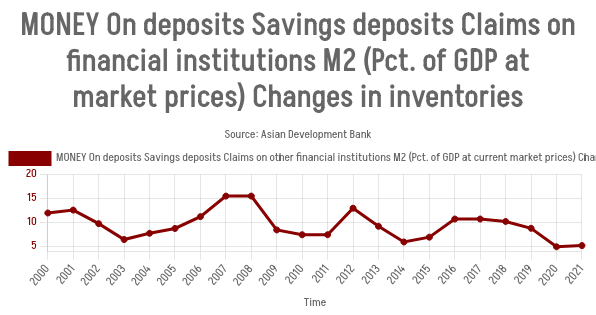 MONEY On deposits Savings deposits Claims on
financial institutions M2 (Pct. of GDP at
market prices) Changes in inventories
Source: Asian Development Bank
MONEY On deposits Savings deposits Claims on other financial institutions M2 (Pct. of GDP at current market prices) Cha
20
15
10
5
2000 2001 2002 2003 2004 2005 2006 2007 2008 2009 2010 2011 2012 2013 2014 2015 2016 2017 2018 2019 2020 2021
Time